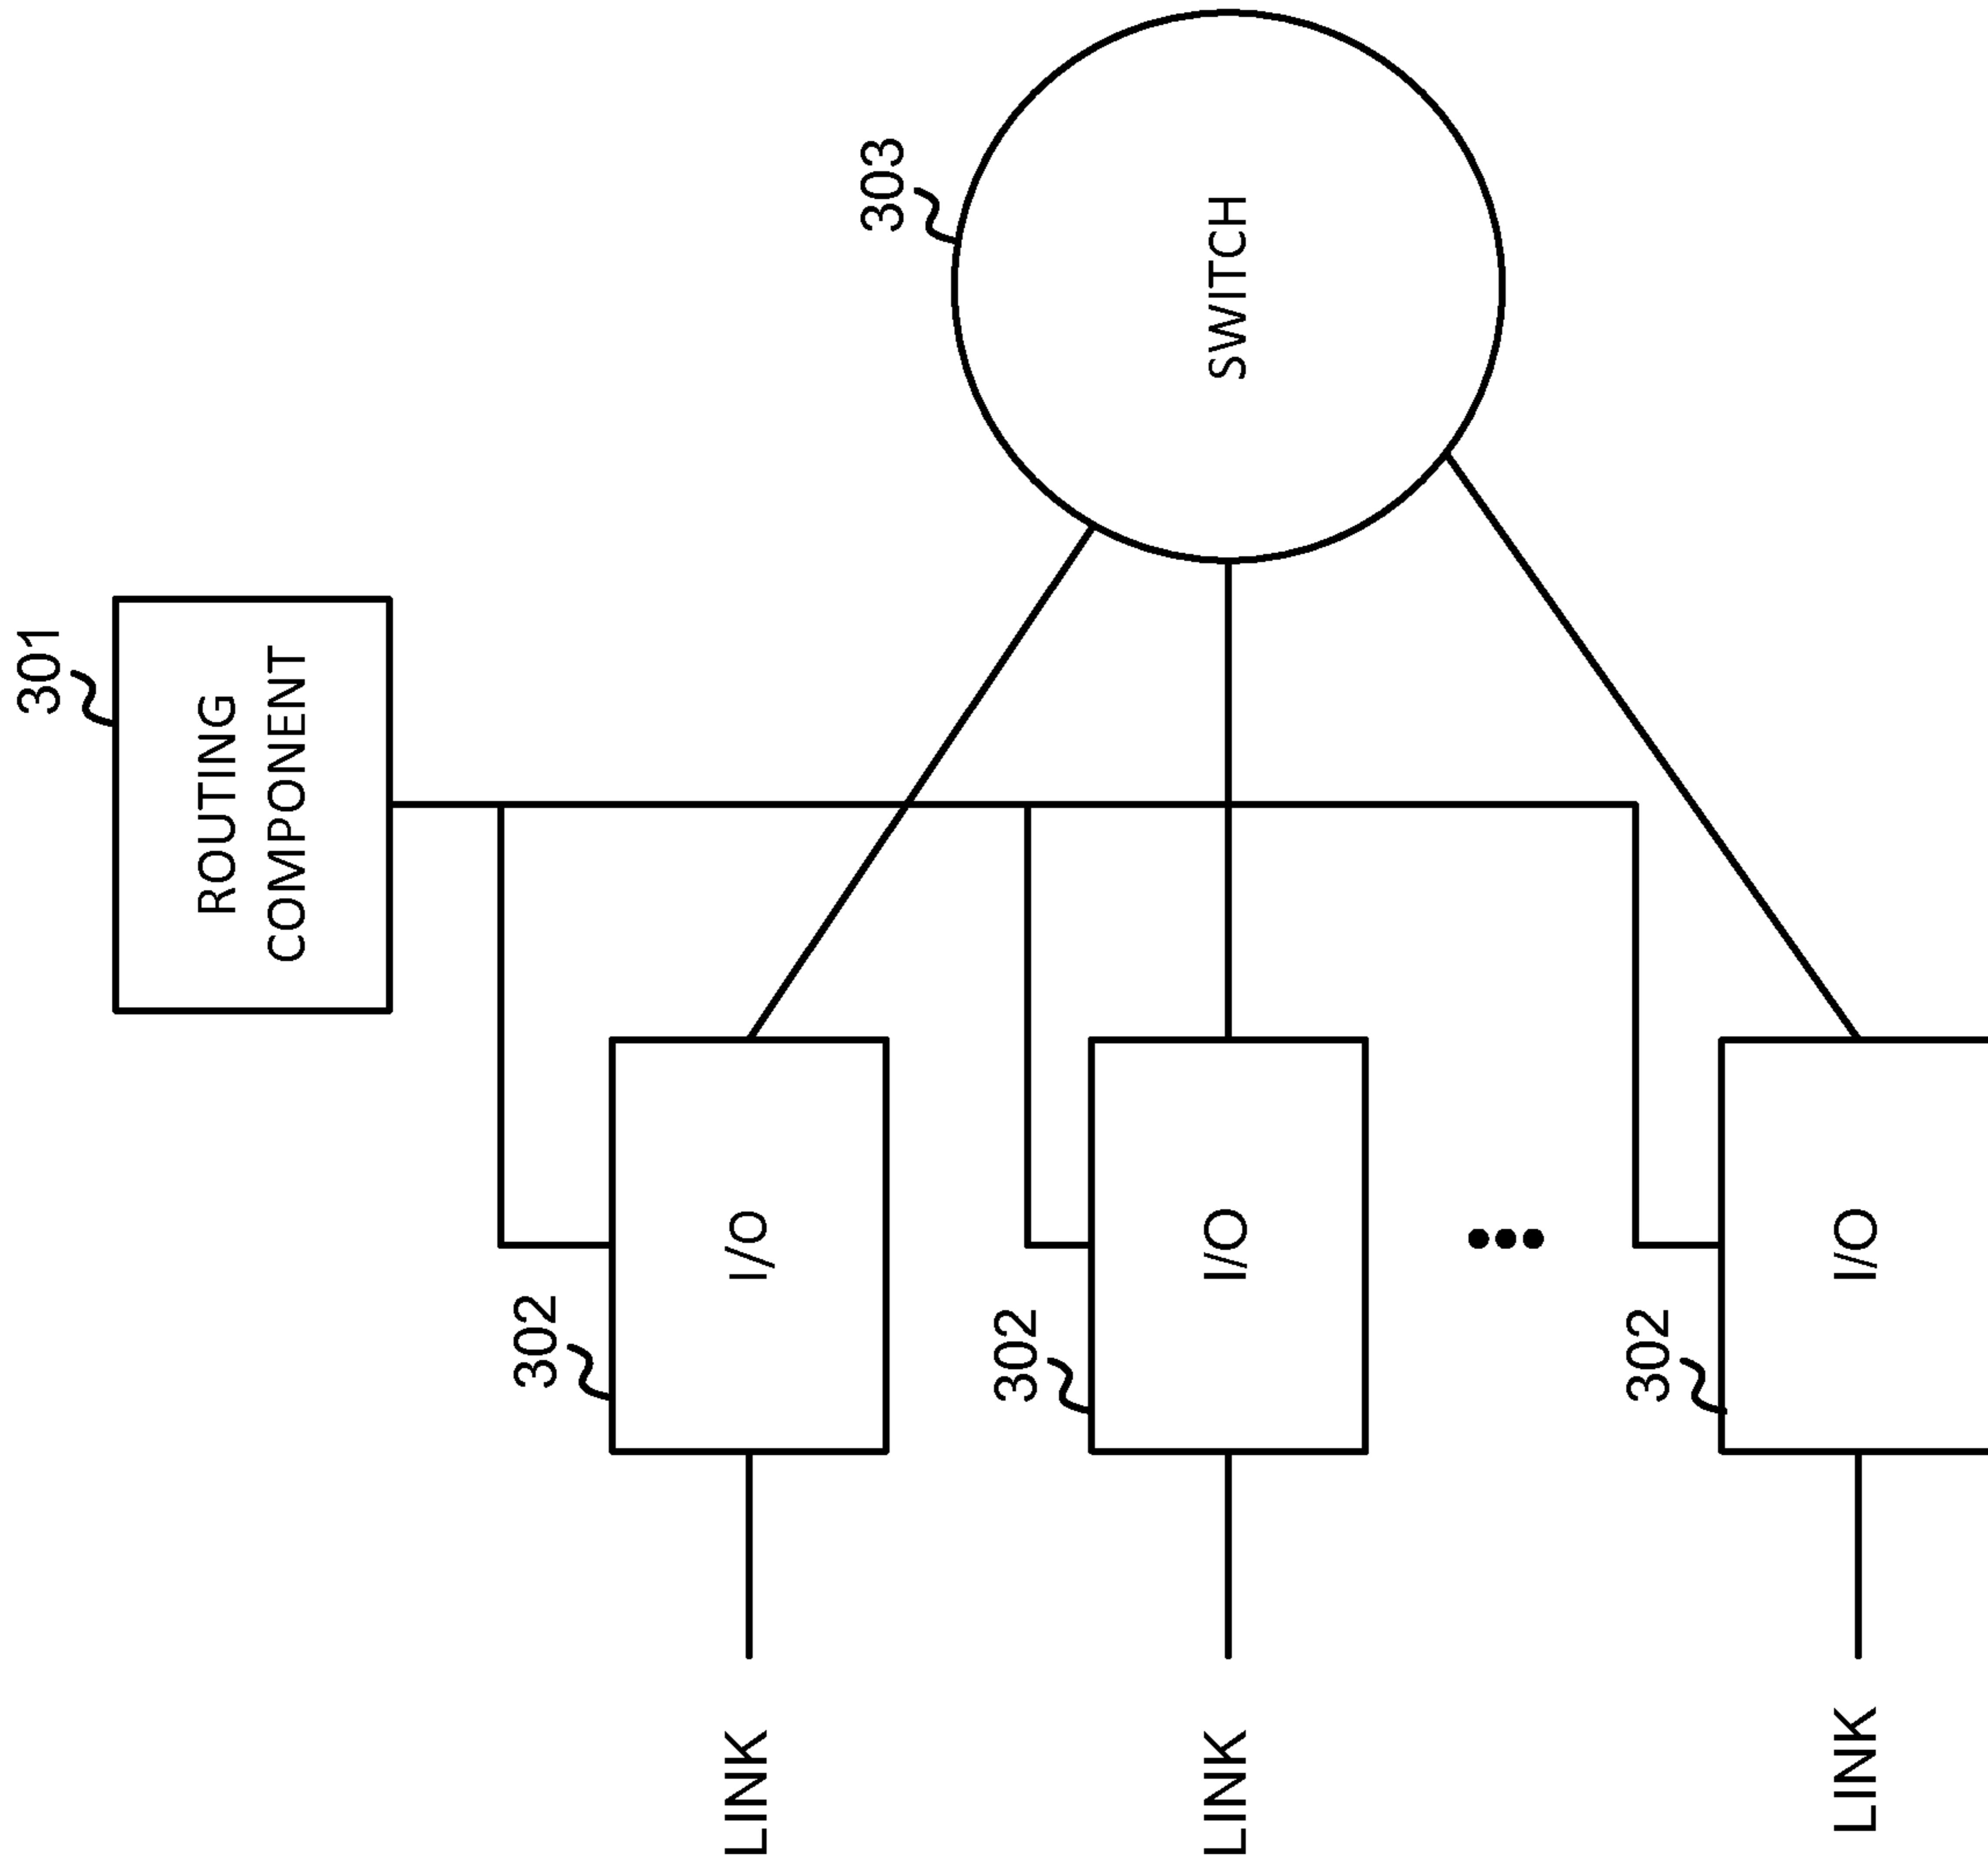 301
ROUTING
COMPONENT
303
SWITCH
302
I/O
LINK
302
I/O
LINK
302
I/O
LINK